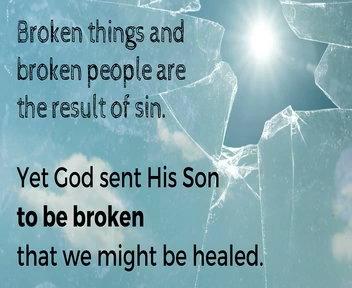 Broken things and
broken people are
the result of sin.
Yet God sent His Son
to be broken
that we might be healed.